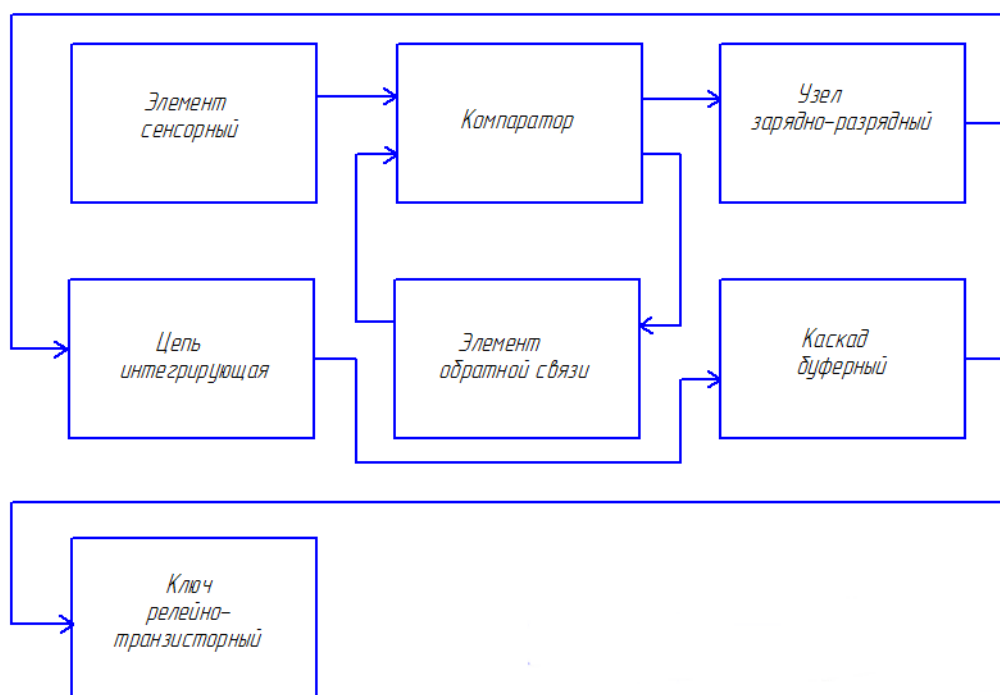 Элемент
сенсорный
Компаратор
Узел
зарядно-разрядный
Цепь
интегрирующая
Элемент
обратной связи
Каскад
буферный
Ключ
релейно-
транзисторный